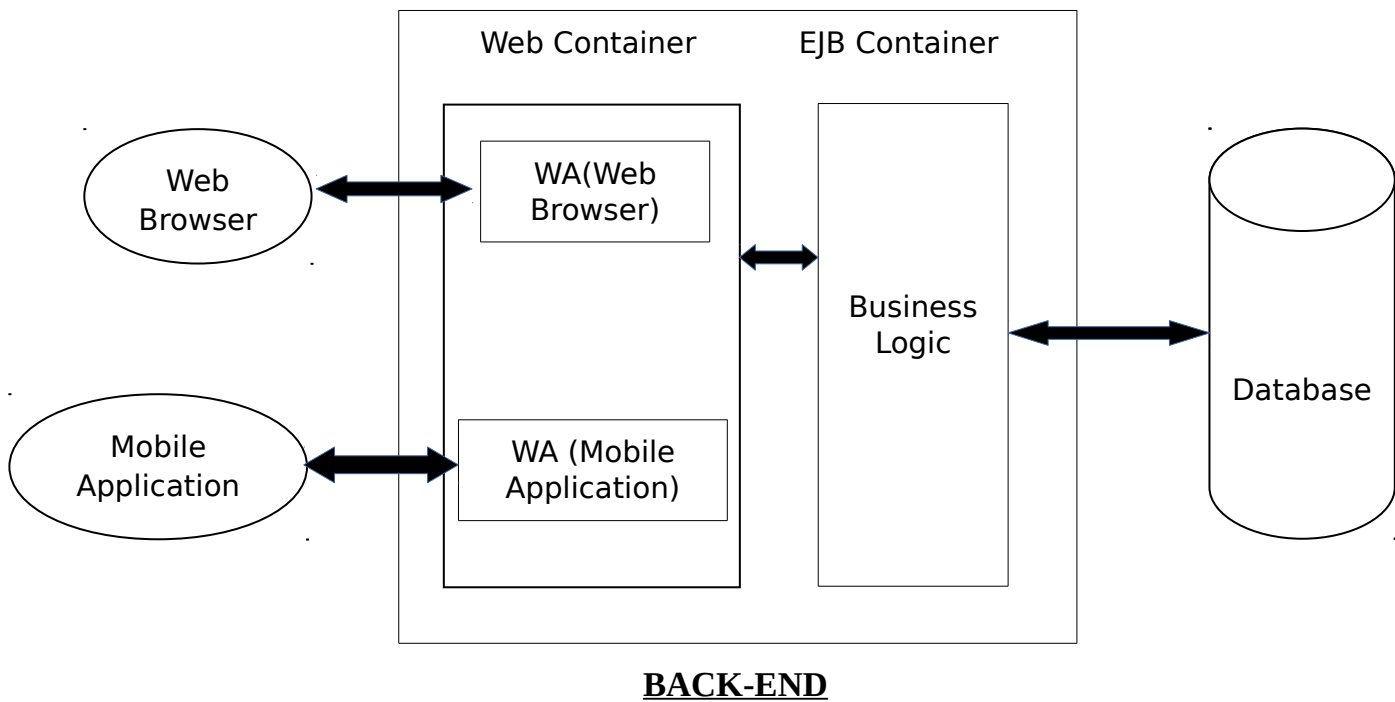 Web Container
EJB Container
Web
Browser
WA(Web
Browser)
Business
Logic
Database
Mobile
Application
WA (Mobile
Application)
BACK-END